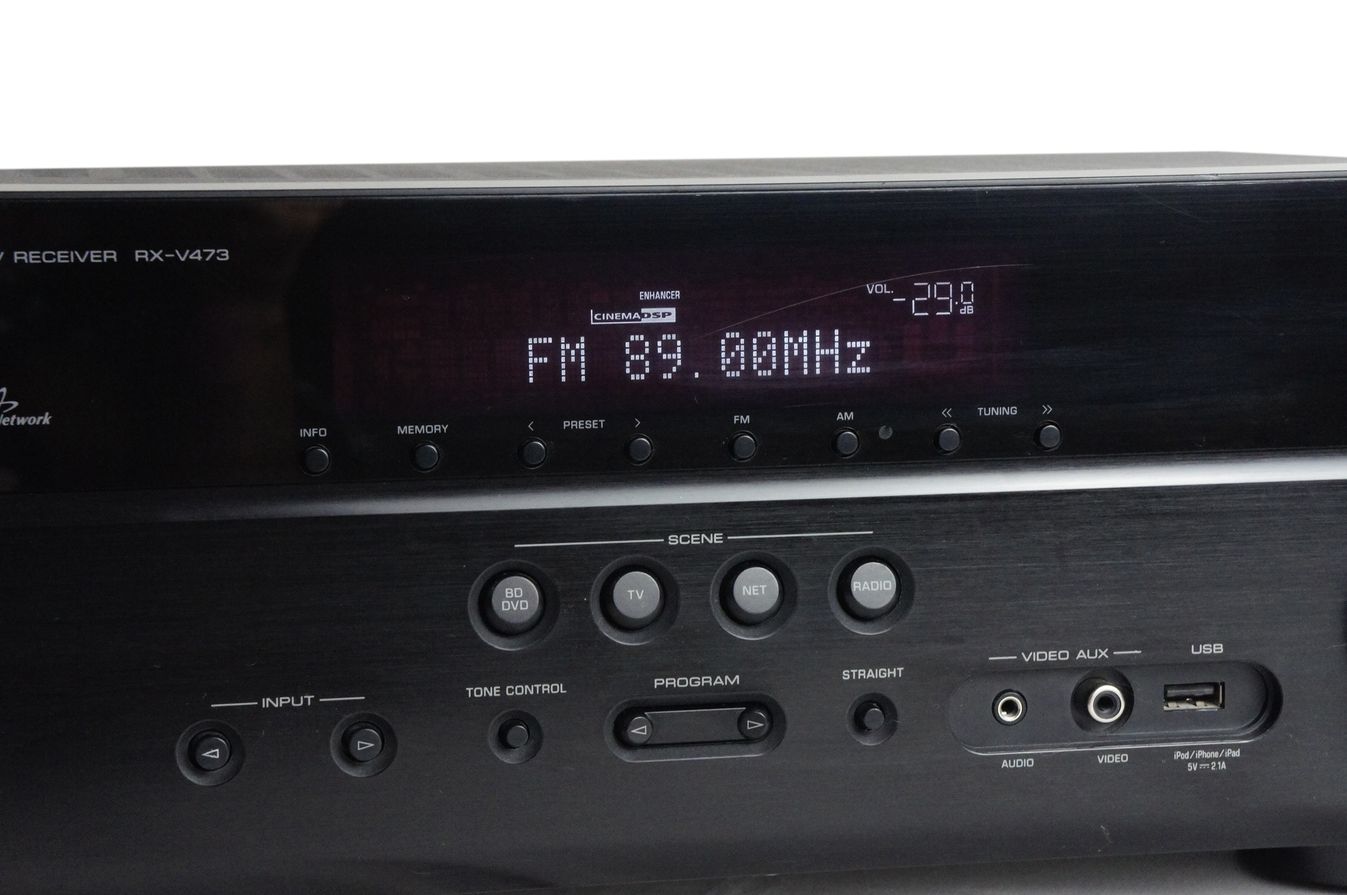 RECEIVER RX-V473
ENHANCER
VOL. -29.0 dB
CINEMA DSP
FM 89.00MHz
Network
INFO
MEMORY
< PRESET >
FM
AM
<< TUNING >>
SCENE
BD DVD
TV
NET
RADIO
INPUT
TONE CONTROL
PROGRAM
STRAIGHT
VIDEO AUX
USB
AUDIO
VIDEO
iPod/iPhone/iPad
5V 2.1A